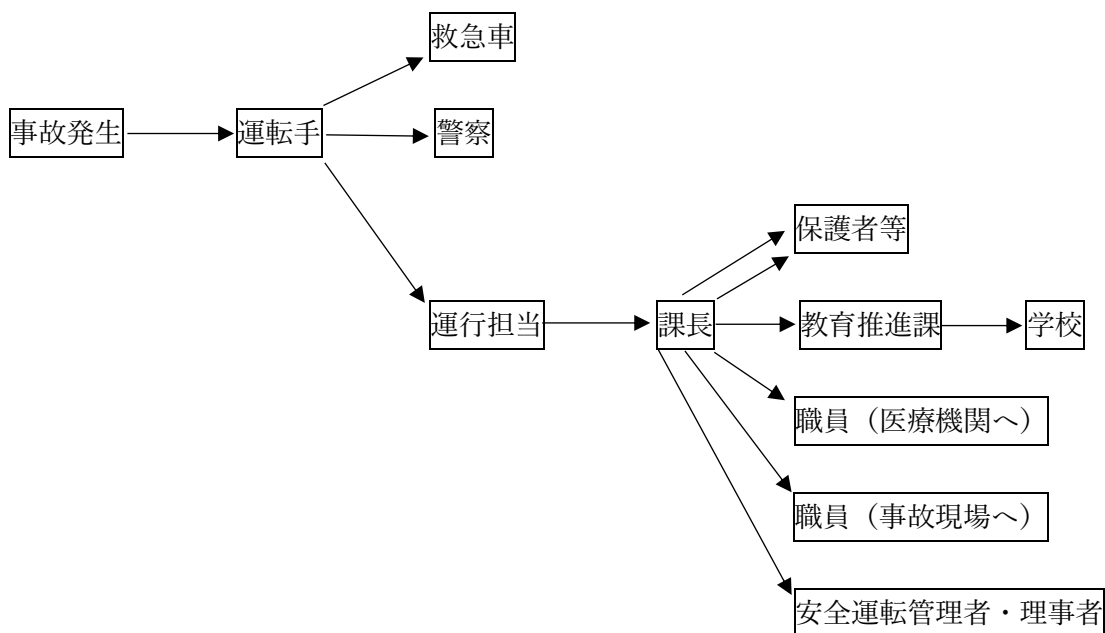 救急車
事故発生
運転手
警察
保護者等
運行担当
課長
教育推進課
学校
職員（医療機関へ）
職員（事故現場へ）
安全運転管理者・理事者